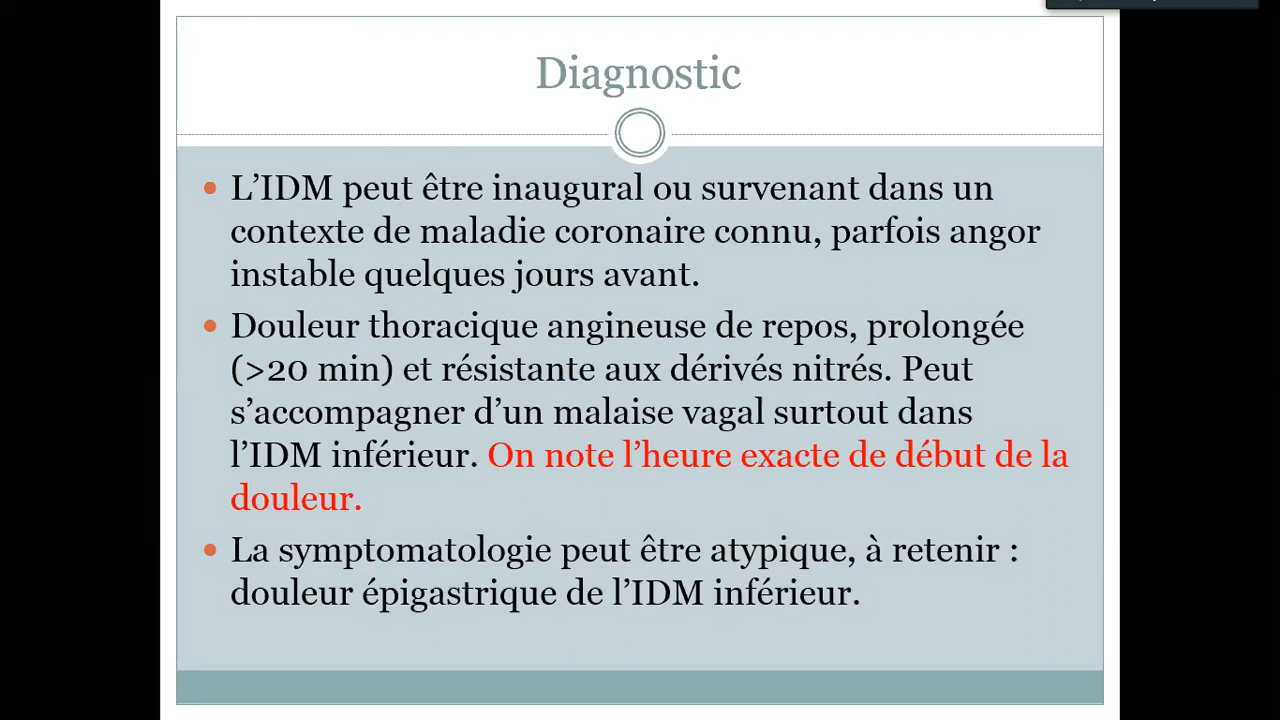 Diagnostic
• L’IDM peut être inaugural ou survenant dans un
contexte de maladie coronaire connu, parfois angor
instable quelques jours avant.
• Douleur thoracique angineuse de repos, prolongée
(>20 min) et résistante aux dérivés nitrés. Peut
s’accompagner d’un malaise vagal surtout dans
l’IDM inférieur. On note l’heure exacte de début de la
douleur.
• La symptomatologie peut être atypique, à retenir :
douleur épigastrique de l’IDM inférieur.